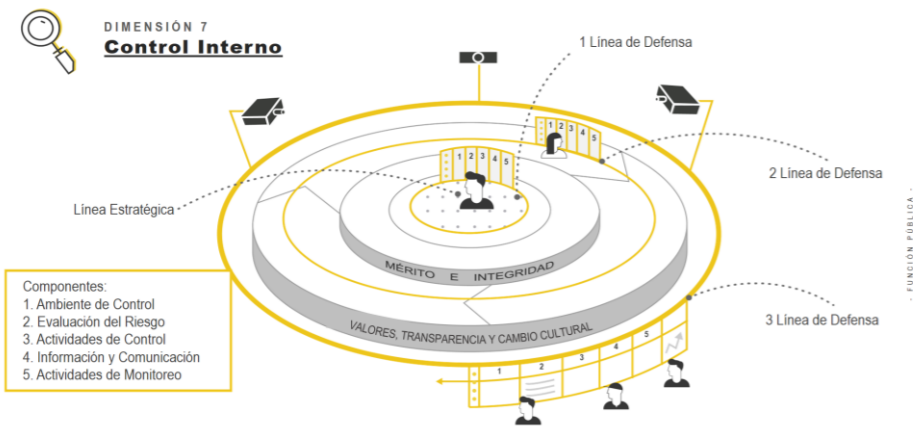 DIMENSIÓN 7
Control Interno
1 Línea de Defensa
1 2 3 4 5
1 2 3 4 5
2 Línea de Defensa
Línea Estratégica
FUNCIÓN PÚBLICA
MÉRITO E INTEGRIDAD
Componentes:
1. Ambiente de Control
2. Evaluación del Riesgo
3. Actividades de Control
4. Información y Comunicación
5. Actividades de Monitoreo
VALORES, TRANSPARENCIA Y CAMBIO CULTURAL
3 Línea de Defensa
1 2 3 4 5